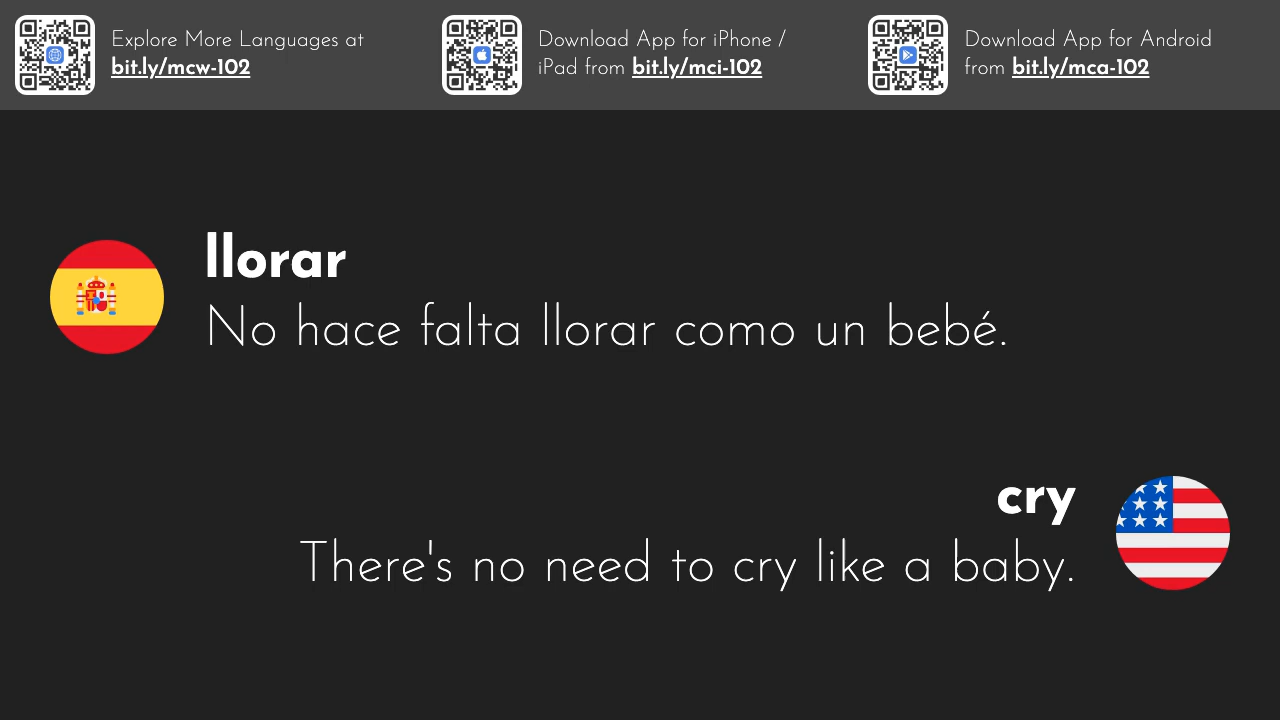 Explore More Languages at
bit.ly/mcw-102
Download App for iPhone /
iPad from bit.ly/mci-102
Download App for Android
from bit.ly/mca-102
llorar
No hace falta llorar como un bebé.
cry
There's no need to cry like a baby.